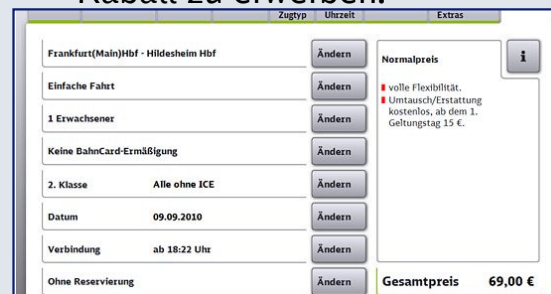 Rabatt zu erwerben.
Zugtyp Uhrzeit Extras
Frankfurt(Main)Hbf - Hildesheim Hbf Ändern
Einfache Fahrt Ändern
1 Erwachsener Ändern
Keine BahnCard-Ermäßigung Ändern
2. Klasse Alle ohne ICE Ändern
Datum 09.09.2010 Ändern
Verbindung ab 18:22 Uhr Ändern
Ohne Reservierung Ändern
Normalpreis i
volle Flexibilität.
Umtausch/Erstattung
kostenlos, ab dem 1.
Geltungstag 15 €.
Gesamtpreis 69,00 €